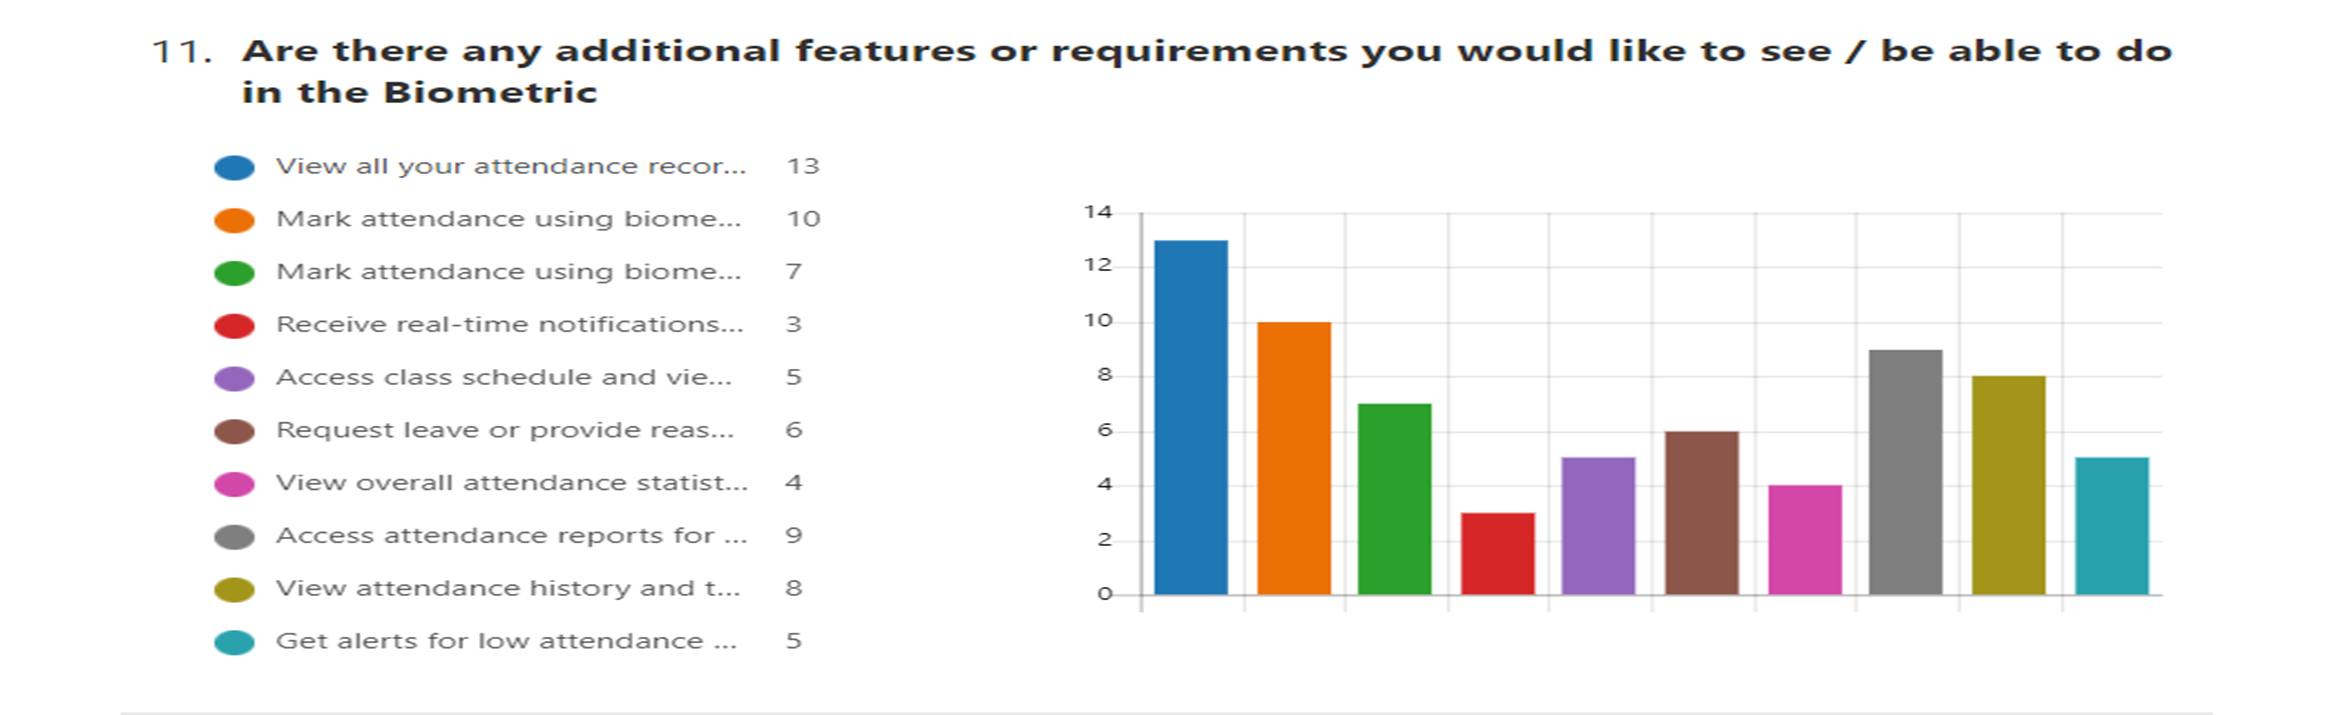 11. Are there any additional features or requirements you would like to see / be able to do
in the Biometric
View all your attendance recor... 13
Mark attendance using biome... 10
Mark attendance using biome... 7
Receive real-time notifications... 3
Access class schedule and vie... 5
Request leave or provide reas... 6
View overall attendance statist... 4
Access attendance reports for ... 9
View attendance history and t... 8
Get alerts for low attendance ... 5
14
12
10
8
6
4
2
0